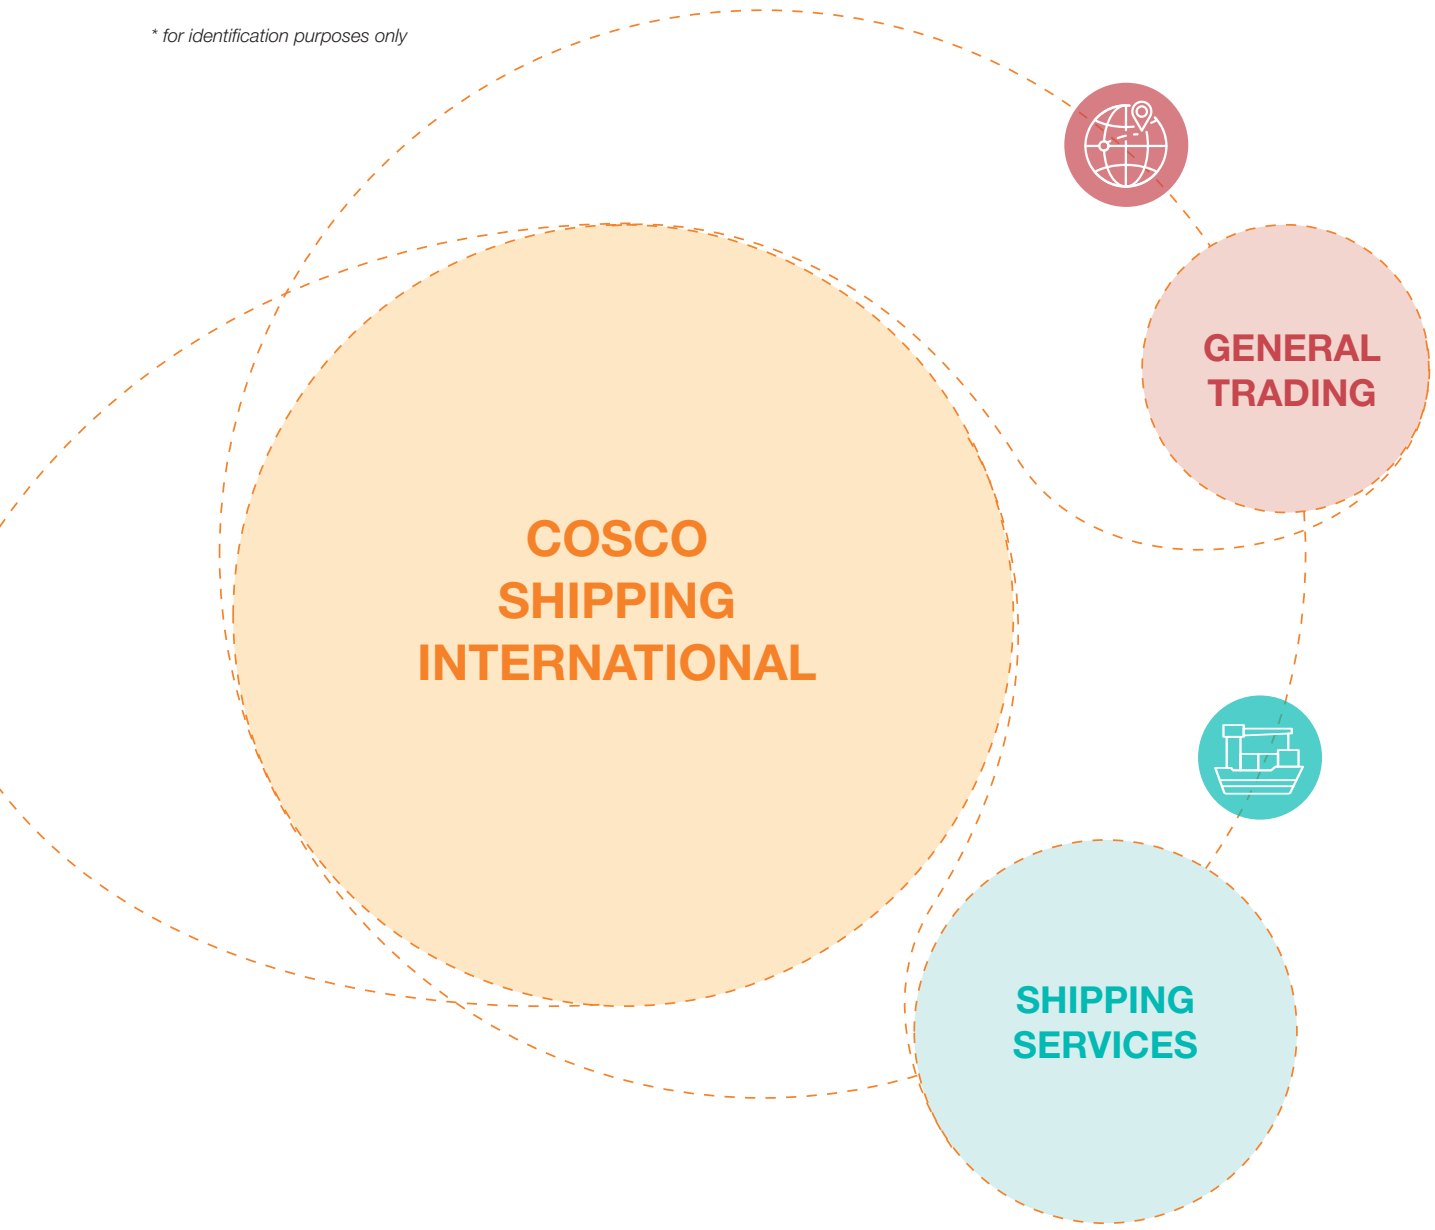 * for identification purposes only
GENERAL
TRADING
COSCO
SHIPPING
INTERNATIONAL
SHIPPING
SERVICES